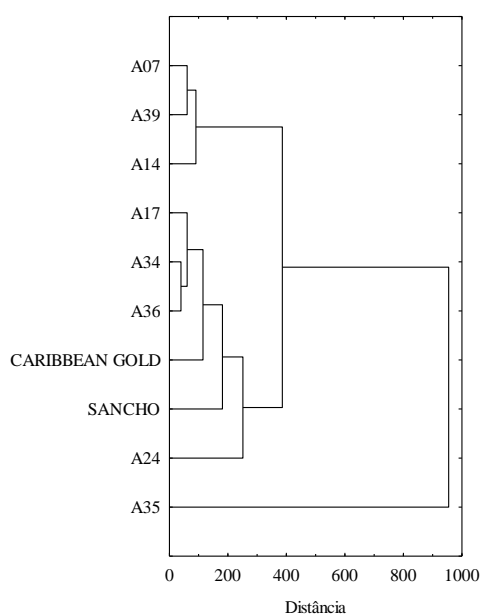 A07
A39
A14
A17
A34
A36
CARIBBEAN GOLD
SANCHO
A24
A35
0 200 400 600 800 1000
Distância